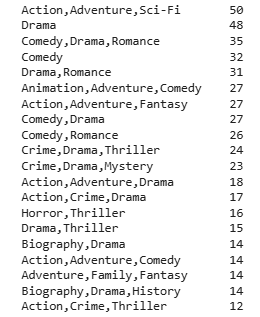 Action,Adventure,Sci-Fi 50
Drama 48
Comedy,Drama,Romance 35
Comedy 32
Drama,Romance 31
Animation,Adventure,Comedy 27
Action,Adventure,Fantasy 27
Comedy,Drama 27
Comedy,Romance 26
Crime,Drama,Thriller 24
Crime,Drama,Mystery 23
Action,Adventure,Drama 18
Action,Crime,Drama 17
Horror,Thriller 16
Drama,Thriller 15
Biography,Drama 14
Action,Adventure,Comedy 14
Adventure,Family,Fantasy 14
Biography,Drama,History 14
Action,Crime,Thriller 12